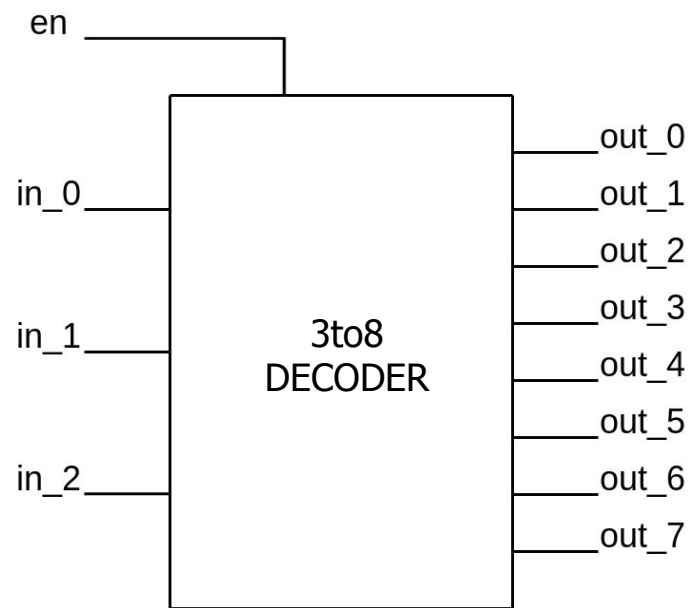 en
in_0
in_1
in_2
3to8
DECODER
out_0
out_1
out_2
out_3
out_4
out_5
out_6
out_7